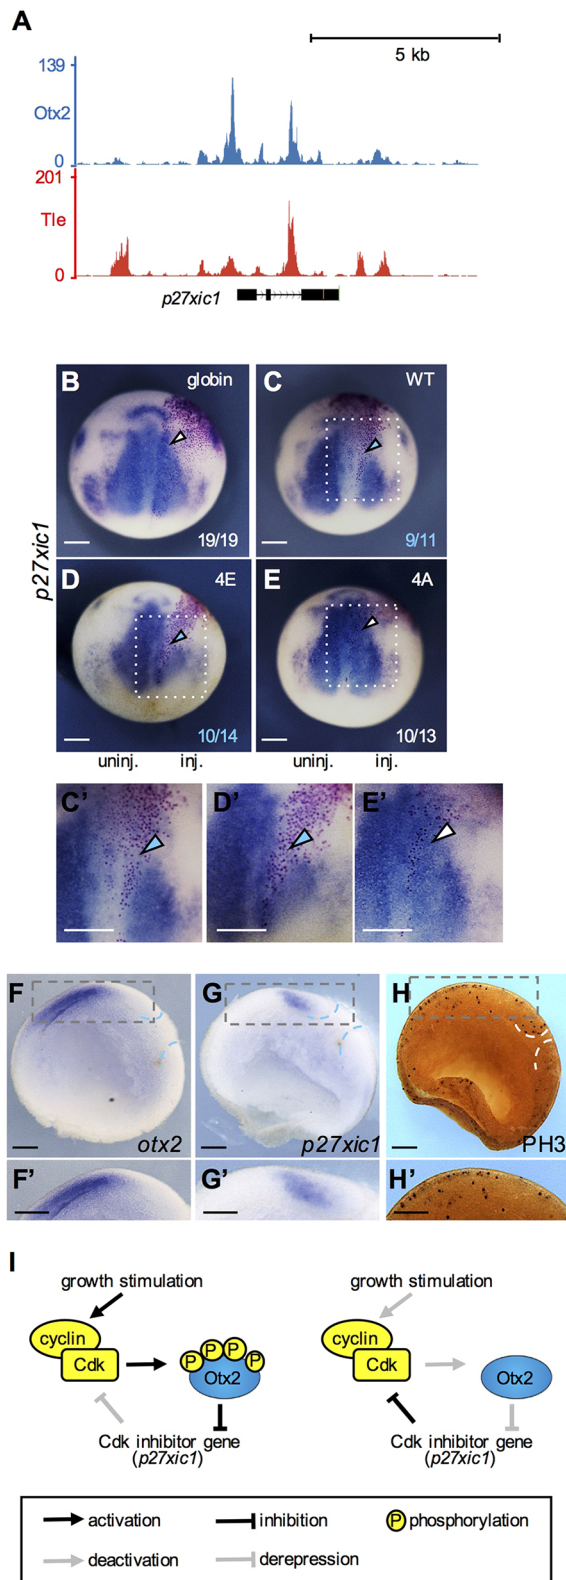 A
5 kb
139
Otx2
0
201
Tle
0
p27xic1
B globin
C WT
p27xic1
19/19
9/11
D 4E
E 4A
10/14
10/13
uninj. inj. uninj. inj.
C’ D’ E’
F G H
otx2 p27xic1 PH3
F’ G’ H’
I
growth stimulation growth stimulation
cyclin cyclin
Cdk Cdk
P P P P
Otx2 Otx2
Cdk inhibitor gene Cdk inhibitor gene
(p27xic1) (p27xic1)
activation inhibition P phosphorylation
deactivation derepression